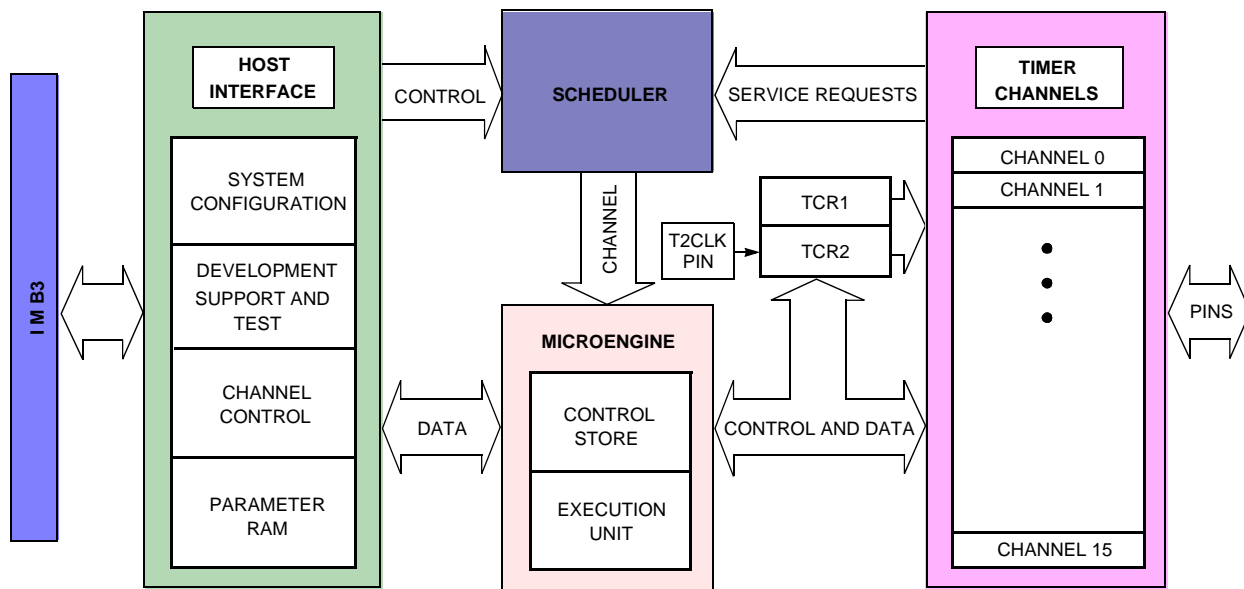 I M B3
HOST
INTERFACE
SYSTEM
CONFIGURATION
DEVELOPMENT
SUPPORT AND
TEST
CHANNEL
CONTROL
PARAMETER
RAM
CONTROL
SCHEDULER
SERVICE REQUESTS
CHANNEL
T2CLK
PIN
TCR1
TCR2
DATA
MICROENGINE
CONTROL
STORE
EXECUTION
UNIT
CONTROL AND DATA
TIMER
CHANNELS
CHANNEL 0
CHANNEL 1
CHANNEL 15
PINS